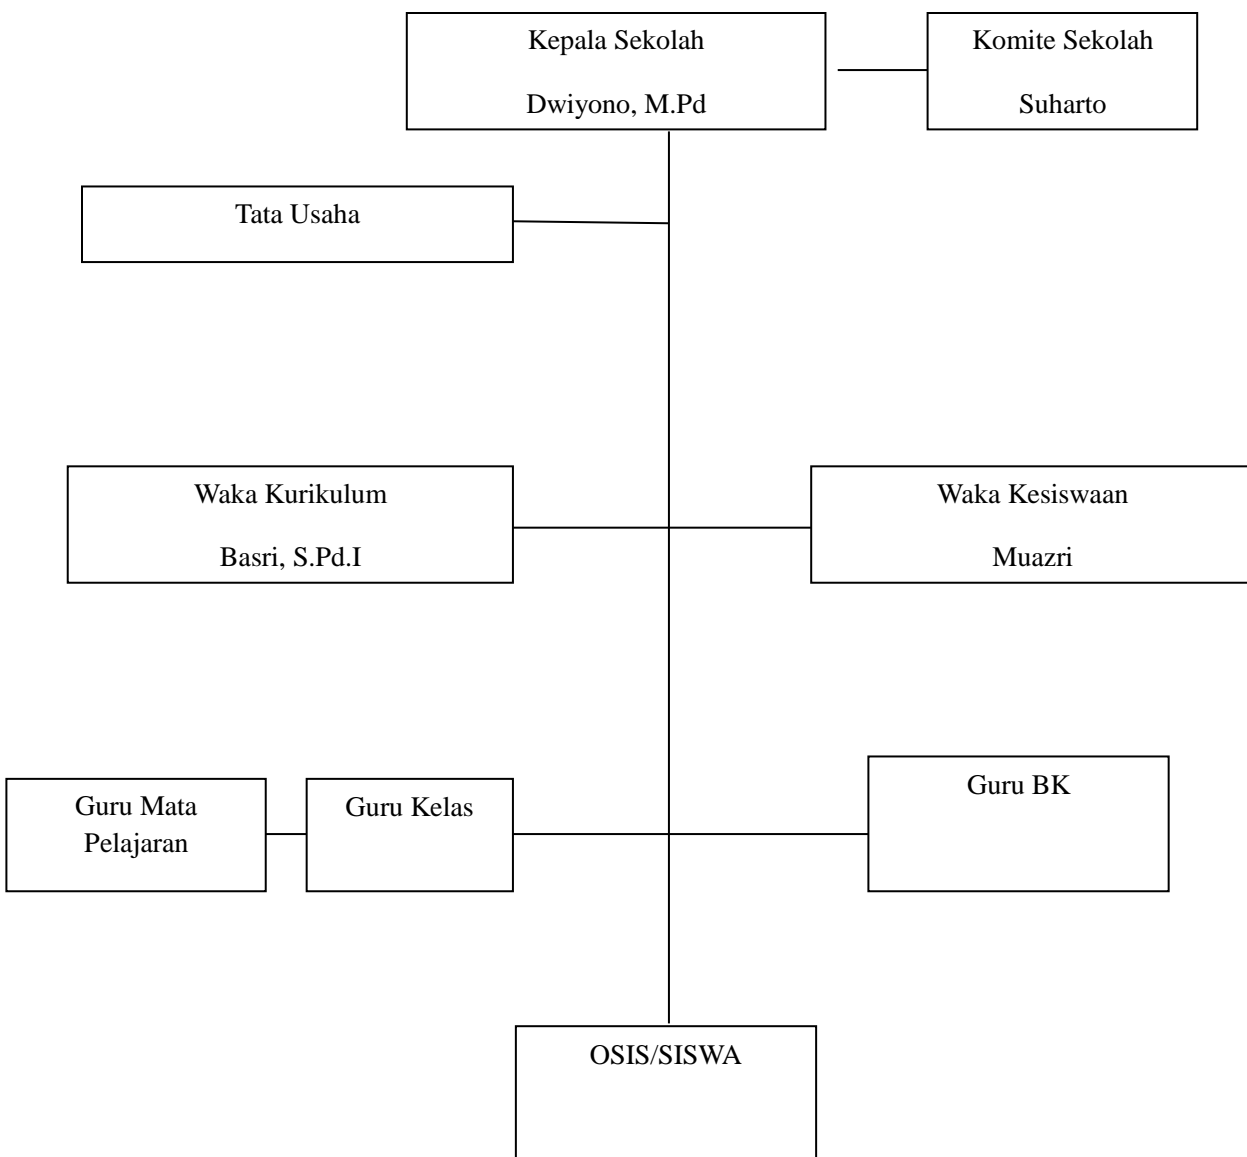 Kepala Sekolah
Dwiyono, M.Pd
Komite Sekolah
Suharto
Tata Usaha
Waka Kurikulum
Basri, S.Pd.I
Waka Kesiswaan
Muazri
Guru Mata
Pelajaran
Guru Kelas
Guru BK
OSIS/SISWA